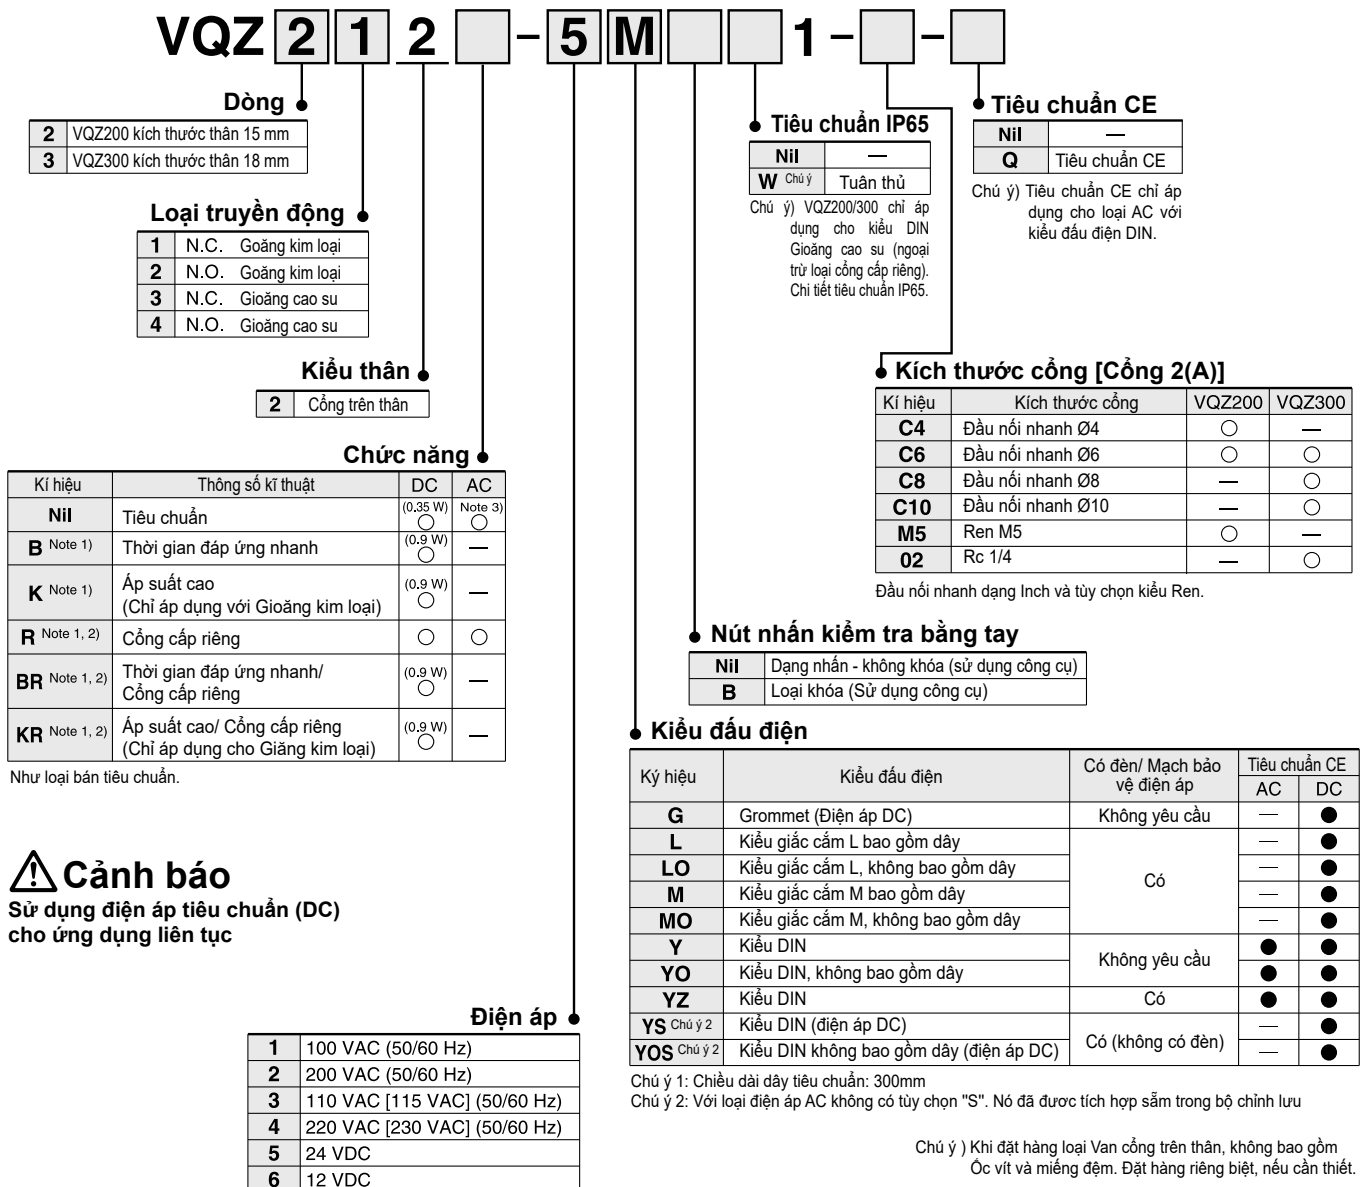 VQZ 2 1 2 - 5 M 1 - -
Dòng
2 VQZ200 kích thước thân 15 mm
3 VQZ300 kích thước thân 18 mm
Loại truyền động
1 N.C. Goăng kim loại
2 N.O. Goăng kim loại
3 N.C. Gioăng cao su
4 N.O. Gioăng cao su
Kiểu thân
2 Cổng trên thân
Chức năng
Kí hiệu Thông số kĩ thuật DC AC
Nil Tiêu chuẩn (0.35 W) ○ Note 3) ○
B Note 1) Thời gian đáp ứng nhanh (0.9 W) ○ —
K Note 1) Áp suất cao (0.9 W) ○ —
(Chỉ áp dụng với Gioăng kim loại)
R Note 1, 2) Cổng cấp riêng ○ ○
BR Note 1, 2) Thời gian đáp ứng nhanh/ (0.9 W) ○ —
Cổng cấp riêng
KR Note 1, 2) Áp suất cao/ Cổng cấp riêng (0.9 W) ○ —
(Chỉ áp dụng cho Giăng kim loại)
Như loại bán tiêu chuẩn.
Cảnh báo
Sử dụng điện áp tiêu chuẩn (DC)
cho ứng dụng liên tục
Điện áp
1 100 VAC (50/60 Hz)
2 200 VAC (50/60 Hz)
3 110 VAC [115 VAC] (50/60 Hz)
4 220 VAC [230 VAC] (50/60 Hz)
5 24 VDC
6 12 VDC
Tiêu chuẩn IP65
Nil —
W Chú ý Tuân thủ
Chú ý) VQZ200/300 chỉ áp
dụng cho kiểu DIN
Gioăng cao su (ngoại
trừ loại cổng cấp riêng).
Chi tiết tiêu chuẩn IP65.
Tiêu chuẩn CE
Nil —
Q Tiêu chuẩn CE
Chú ý) Tiêu chuẩn CE chỉ áp
dụng cho loại AC với
kiểu đấu điện DIN.
Kích thước cổng [Cổng 2(A)]
Kí hiệu Kích thước cổng VQZ200 VQZ300
C4 Đầu nối nhanh Ø4 ○ —
C6 Đầu nối nhanh Ø6 ○ ○
C8 Đầu nối nhanh Ø8 — ○
C10 Đầu nối nhanh Ø10 — ○
M5 Ren M5 ○ —
02 Rc 1/4 — ○
Đầu nối nhanh dạng Inch và tùy chọn kiểu Ren.
Nút nhấn kiểm tra bằng tay
Nil Dạng nhấn - không khóa (sử dụng công cụ)
B Loại khóa (Sử dụng công cụ)
Kiểu đấu điện
Ký hiệu Kiểu đấu điện Có đèn/ Mạch bảo vệ điện áp Tiêu chuẩn CE
AC DC
G Grommet (Điện áp DC) Không yêu cầu — ●
L Kiểu giắc cắm L bao gồm dây Có — ●
LO Kiểu giắc cắm L, không bao gồm dây — ●
M Kiểu giắc cắm M bao gồm dây — ●
MO Kiểu giắc cắm M, không bao gồm dây — ●
Y Kiểu DIN Không yêu cầu ● ●
YO Kiểu DIN, không bao gồm dây ● ●
YZ Kiểu DIN Có ● ●
YS Chú ý 2 Kiểu DIN (điện áp DC) Có (không có đèn) — ●
YOS Chú ý 2 Kiểu DIN không bao gồm dây (điện áp DC) — ●
Chú ý 1: Chiều dài dây tiêu chuẩn: 300mm
Chú ý 2: Với loại điện áp AC không có tùy chọn "S". Nó đã đươc tích hợp sẵm trong bộ chỉnh lưu
Chú ý ) Khi đặt hàng loại Van cổng trên thân, không bao gồm
Ốc vít và miếng đệm. Đặt hàng riêng biệt, nếu cần thiết.